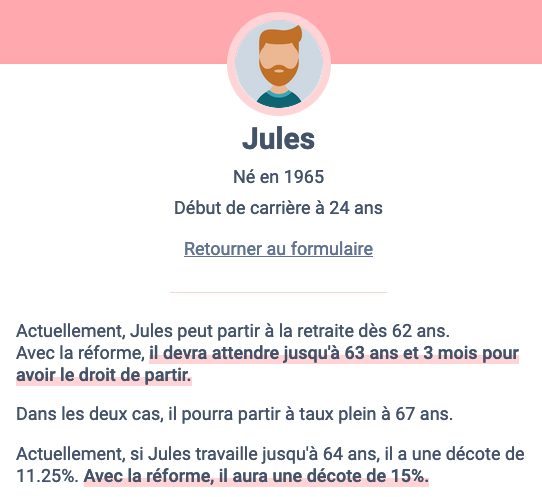 Jules
Né en 1965
Début de carrière à 24 ans
Retourner au formulaire
Actuellement, Jules peut partir à la retraite dès 62 ans.
Avec la réforme, il devra attendre jusqu'à 63 ans et 3 mois pour
avoir le droit de partir.
Dans les deux cas, il pourra partir à taux plein à 67 ans.
Actuellement, si Jules travaille jusqu'à 64 ans, il a une décote de
11.25%. Avec la réforme, il aura une décote de 15%.